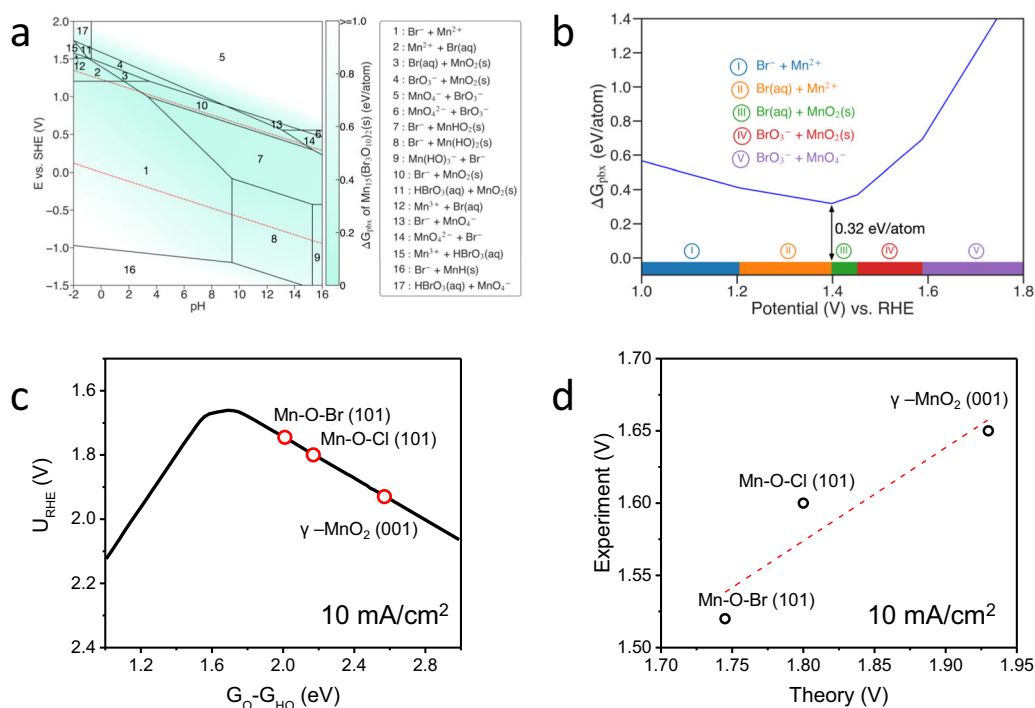 a
E vs. SHE (V)
2.0
1.5
1.0
0.5
0.0
−0.5
−1.0
−1.5
−2 0 2 4 6 8 10 12 14 16
pH
17
15
11
12
2
4
3
5
10
13
6
14
7
1
8
9
16
>=1.0
0.8
0.6
0.4
0.2
0
ΔG_pbx of Mn₁₅(Br₃O₁₀)₂(s) (eV/atom)
1 : Br⁻ + Mn²⁺
2 : Mn²⁺ + Br(aq)
3 : Br(aq) + MnO₂(s)
4 : BrO₃⁻ + MnO₂(s)
5 : MnO₄⁻ + BrO₃⁻
6 : MnO₄²⁻ + BrO₃⁻
7 : Br⁻ + MnHO₂(s)
8 : Br⁻ + Mn(HO)₂(s)
9 : Mn(HO)₃⁻ + Br⁻
10 : Br⁻ + MnO₂(s)
11 : HBrO₃(aq) + MnO₂(s)
12 : Mn³⁺ + Br(aq)
13 : Br⁻ + MnO₄⁻
14 : MnO₄²⁻ + Br⁻
15 : Mn³⁺ + HBrO₃(aq)
16 : Br⁻ + MnH(s)
17 : HBrO₃(aq) + MnO₄⁻
b
ΔG_pbx (eV/atom)
1.4
1.2
1.0
0.8
0.6
0.4
0.2
0.0
I Br⁻ + Mn²⁺
II Br(aq) + Mn²⁺
III Br(aq) + MnO₂(s)
IV BrO₃⁻ + MnO₂(s)
V BrO₃⁻ + MnO₄⁻
0.32 eV/atom
I II III IV V
1.0 1.2 1.4 1.6 1.8
Potential (V) vs. RHE
c
U_RHE (V)
1.6
1.8
2.0
2.2
2.4
Mn-O-Br (101)
Mn-O-Cl (101)
γ –MnO₂ (001)
10 mA/cm²
1.2 1.6 2.0 2.4 2.8
G_O-G_HO (eV)
d
Experiment (V)
1.70
1.65
1.60
1.55
1.50
γ –MnO₂ (001)
Mn-O-Cl (101)
Mn-O-Br (101)
10 mA/cm²
1.70 1.75 1.80 1.85 1.90 1.95
Theory (V)